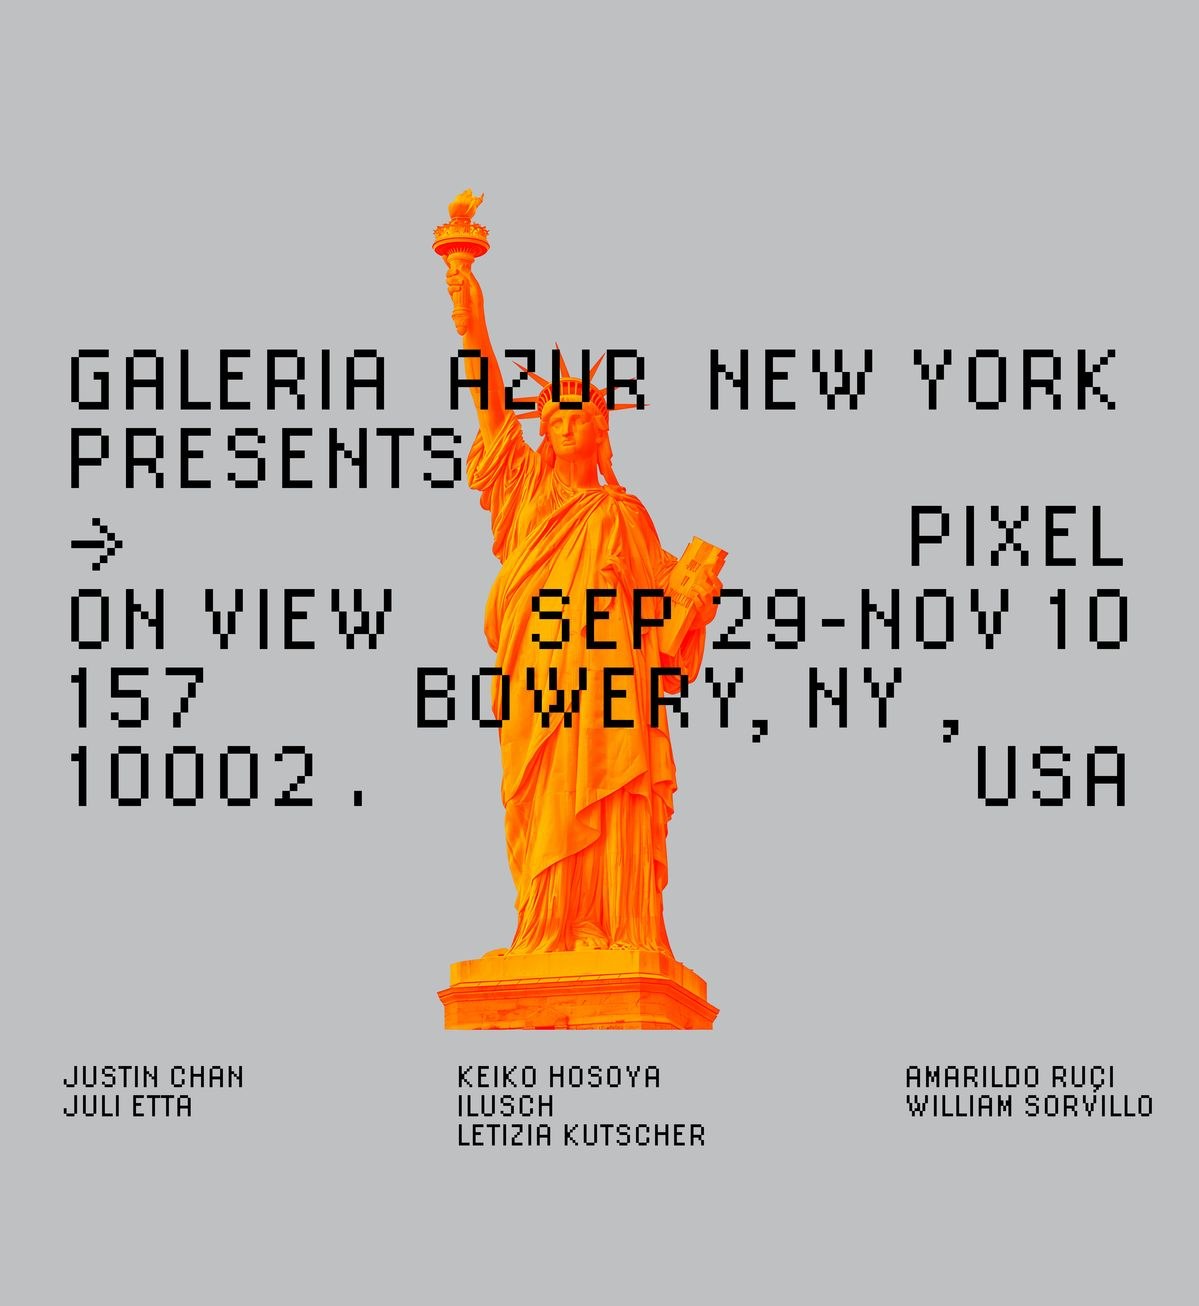 GALERIA AZUR NEW YORK
PRESENTS
→ PIXEL
ON VIEW SEP 29-NOV 10
157 BOWERY, NY ,
10002 . USA
JUSTIN CHAN
JULI ETTA
KEIKO HOSOYA
ILUSCH
LETIZIA KUTSCHER
AMARILDO RUÇI
WILLIAM SORVILLO